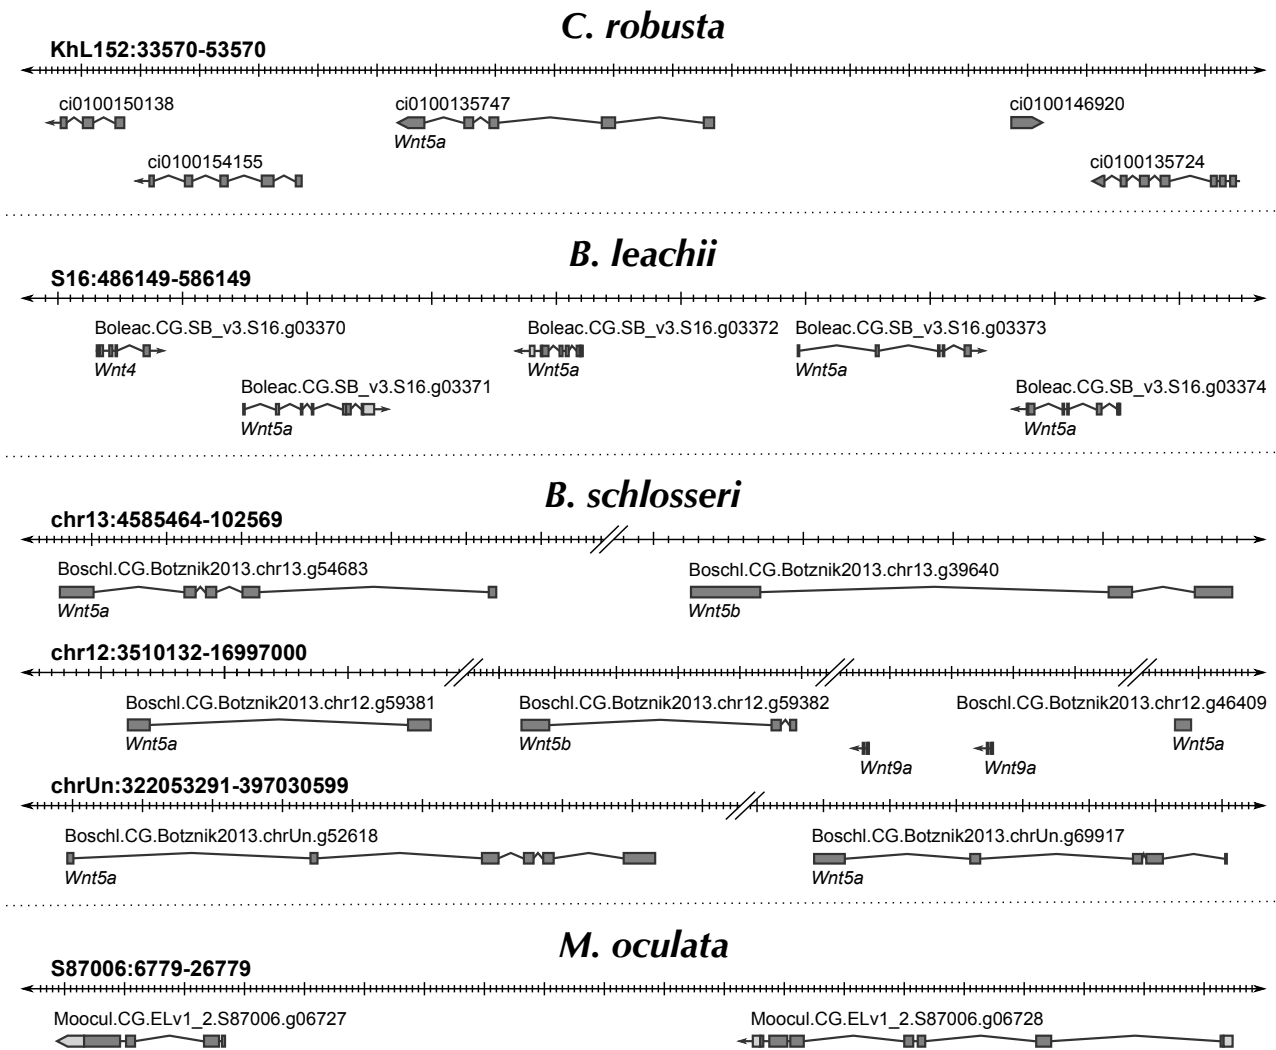 C. robusta
KhL152:33570-53570
ci0100150138
ci0100135747
ci0100146920
Wnt5a
ci0100154155
ci0100135724
B. leachii
S16:486149-586149
Boleac.CG.SB_v3.S16.g03370
Boleac.CG.SB_v3.S16.g03372
Boleac.CG.SB_v3.S16.g03373
Wnt4
Wnt5a
Wnt5a
Boleac.CG.SB_v3.S16.g03371
Boleac.CG.SB_v3.S16.g03374
Wnt5a
Wnt5a
B. schlosseri
chr13:4585464-102569
Boschl.CG.Botznik2013.chr13.g54683
Boschl.CG.Botznik2013.chr13.g39640
Wnt5a
Wnt5b
chr12:3510132-16997000
Boschl.CG.Botznik2013.chr12.g59381
Boschl.CG.Botznik2013.chr12.g59382
Boschl.CG.Botznik2013.chr12.g46409
Wnt5a
Wnt5b
Wnt5a
Wnt9a
Wnt9a
chrUn:322053291-397030599
Boschl.CG.Botznik2013.chrUn.g52618
Boschl.CG.Botznik2013.chrUn.g69917
Wnt5a
Wnt5a
M. oculata
S87006:6779-26779
Moocul.CG.ELv1_2.S87006.g06727
Moocul.CG.ELv1_2.S87006.g06728